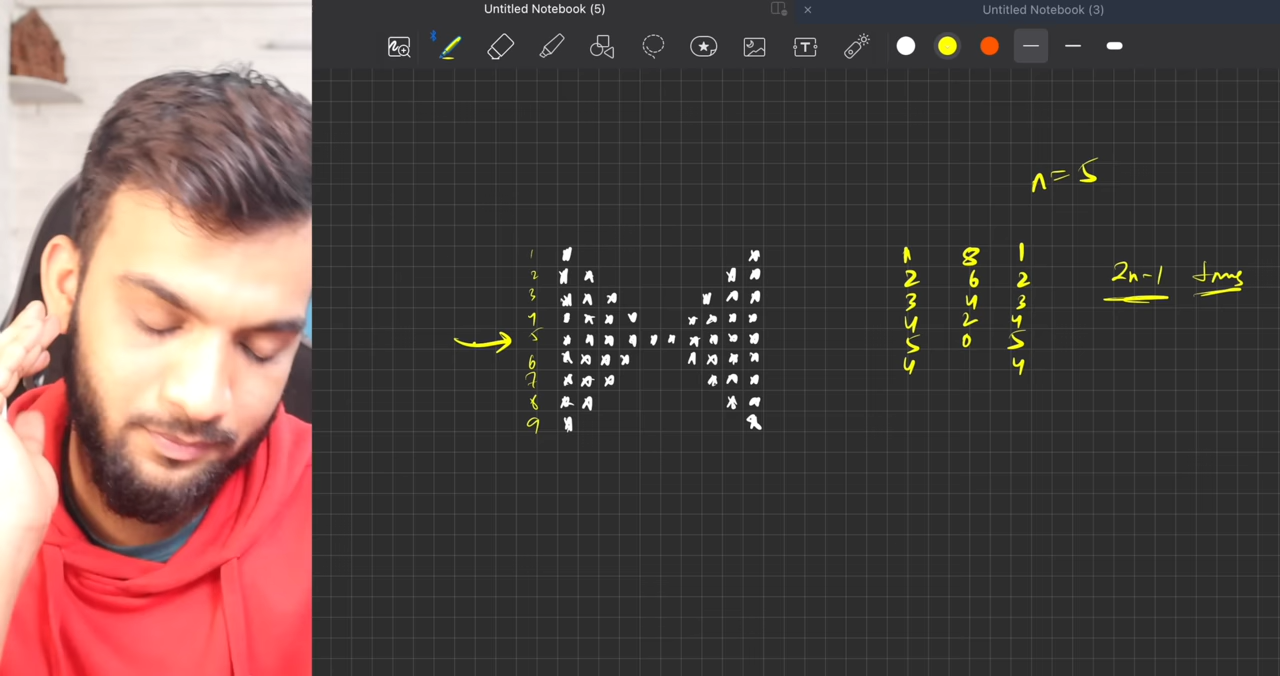 Untitled Notebook (5)
Untitled Notebook (3)
n = 5
1
2
3
4
5
6
7
8
9
1 8 1
2 6 2
3 4 3
4 2 4
5 0 5
4 4
2n-1 times